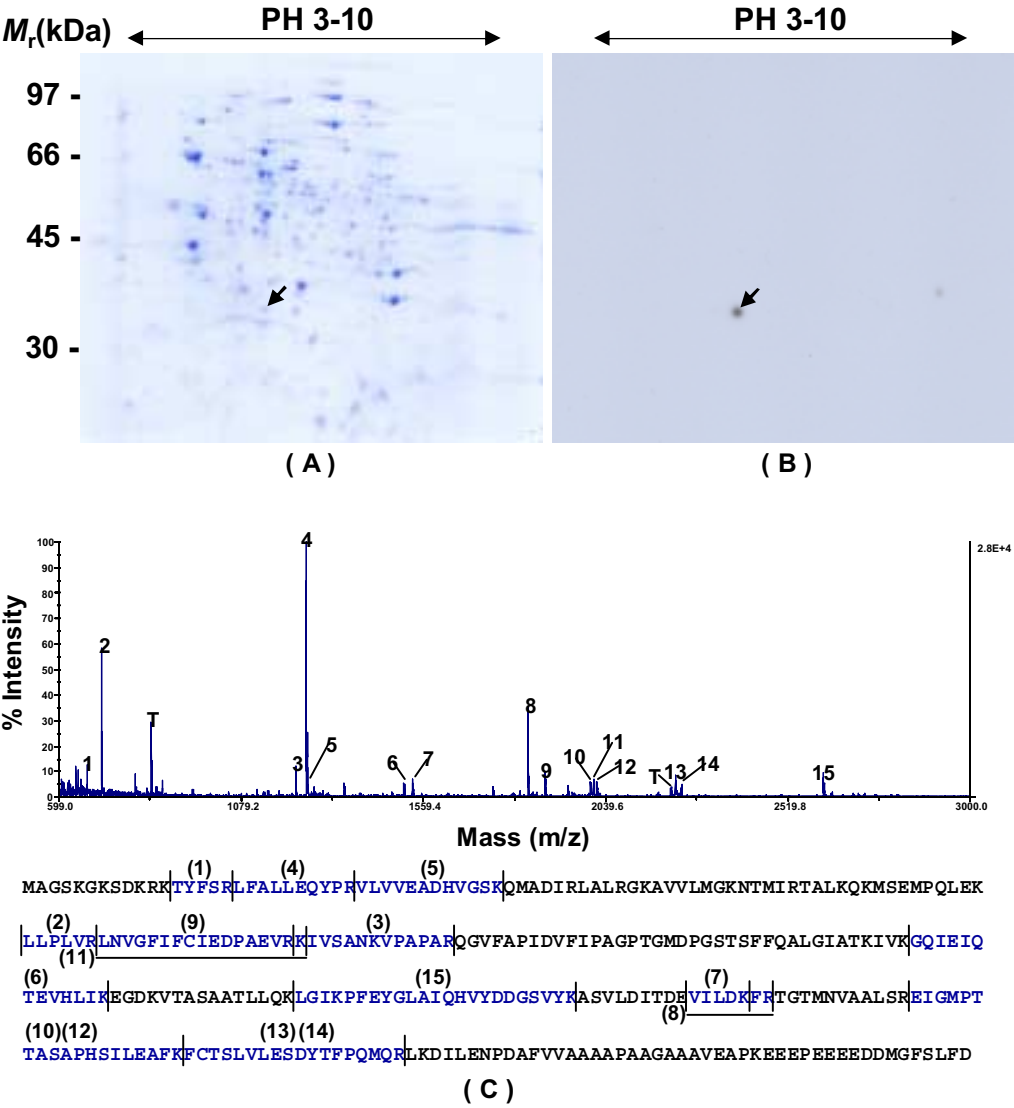 Mr(kDa)
PH 3-10
PH 3-10
97
66
45
30
( A )
( B )
% Intensity
100
90
80
70
60
50
40
30
20
10
0
2.8E+4
1
2
T
3
4
5
6
7
8
9
10
11
12
T
13
14
15
599.0
1079.2
1559.4
2039.6
2519.8
3000.0
Mass (m/z)
(1) (4) (5)
MAGSKGKSDKRKTYFSRLFALLEQYPRVLVVEADHVGSKQMADIRLALRGKAVVLMGKNTMIRTALKQKMSEMPQLEK
(2) (9) (3)
LLPLVRLNVGFIFCIEDPAEVRKIVSANKVPAPARQGVFAPIDVFIPAGPTGMDPGSTSFFQALGIATKIVKGQIEIQ
(11)
(6) (15) (7)
TEVHLIKEGDKVTASAATLLQKLGIKPFEYGLAIQHVYDDGSVYKASVLDITDEVILDKFRTGTMNVAALSREIGMPT
(8)
(10)(12) (13)(14)
TASAPHSILEAFKFCTSLVLESDYTFPQMQRLKDILENPDAFVVAAAAPAAGAAAVEAPKEEEPEEEEDDMGFSLFD
( C )